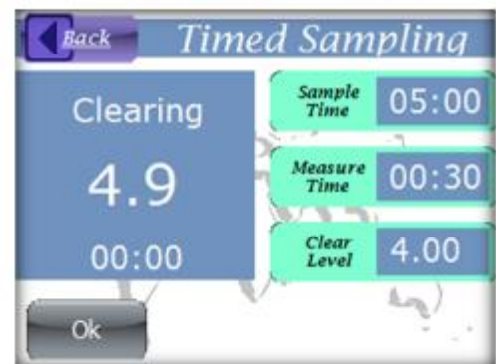 Back
Timed Sampling
Clearing
4.9
00:00
Sample
Time
05:00
Measure
Time
00:30
Clear
Level
4.00
Ok